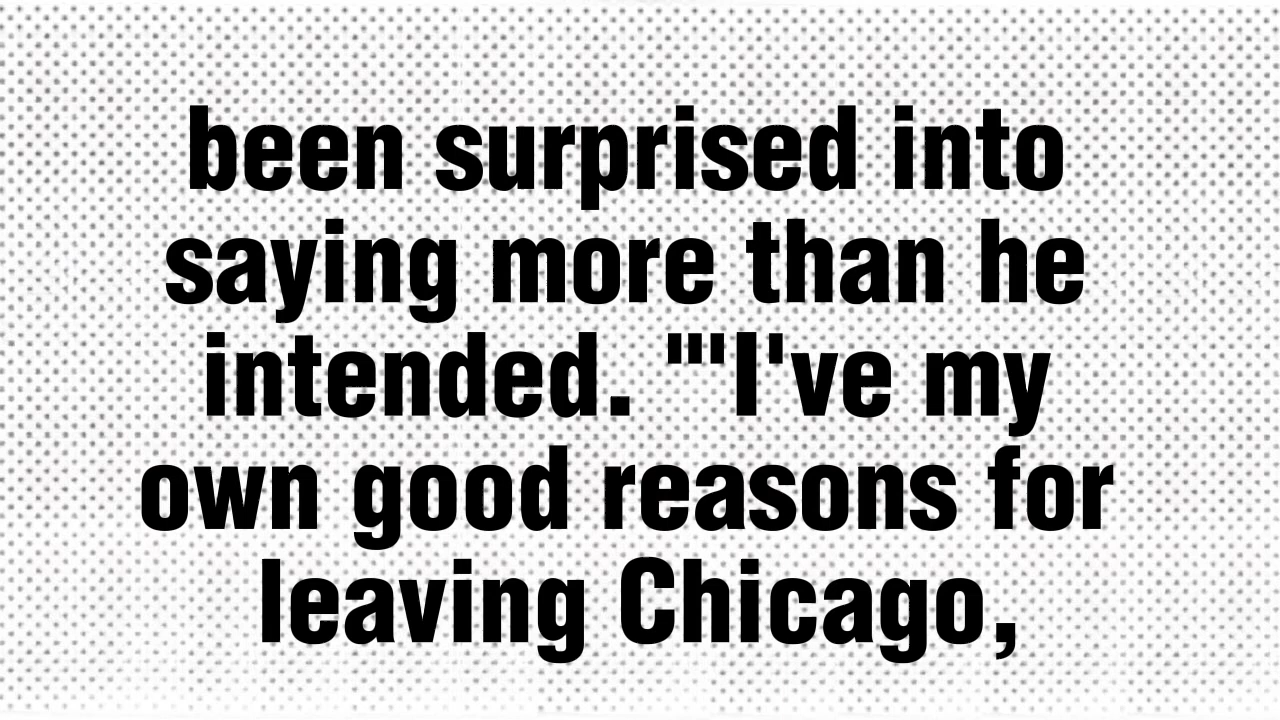 been surprised into
saying more than he
intended. "'I've my
own good reasons for
leaving Chicago,